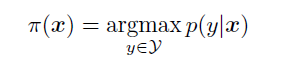 π(x) = argmax p(y|x)
y∈𝒴